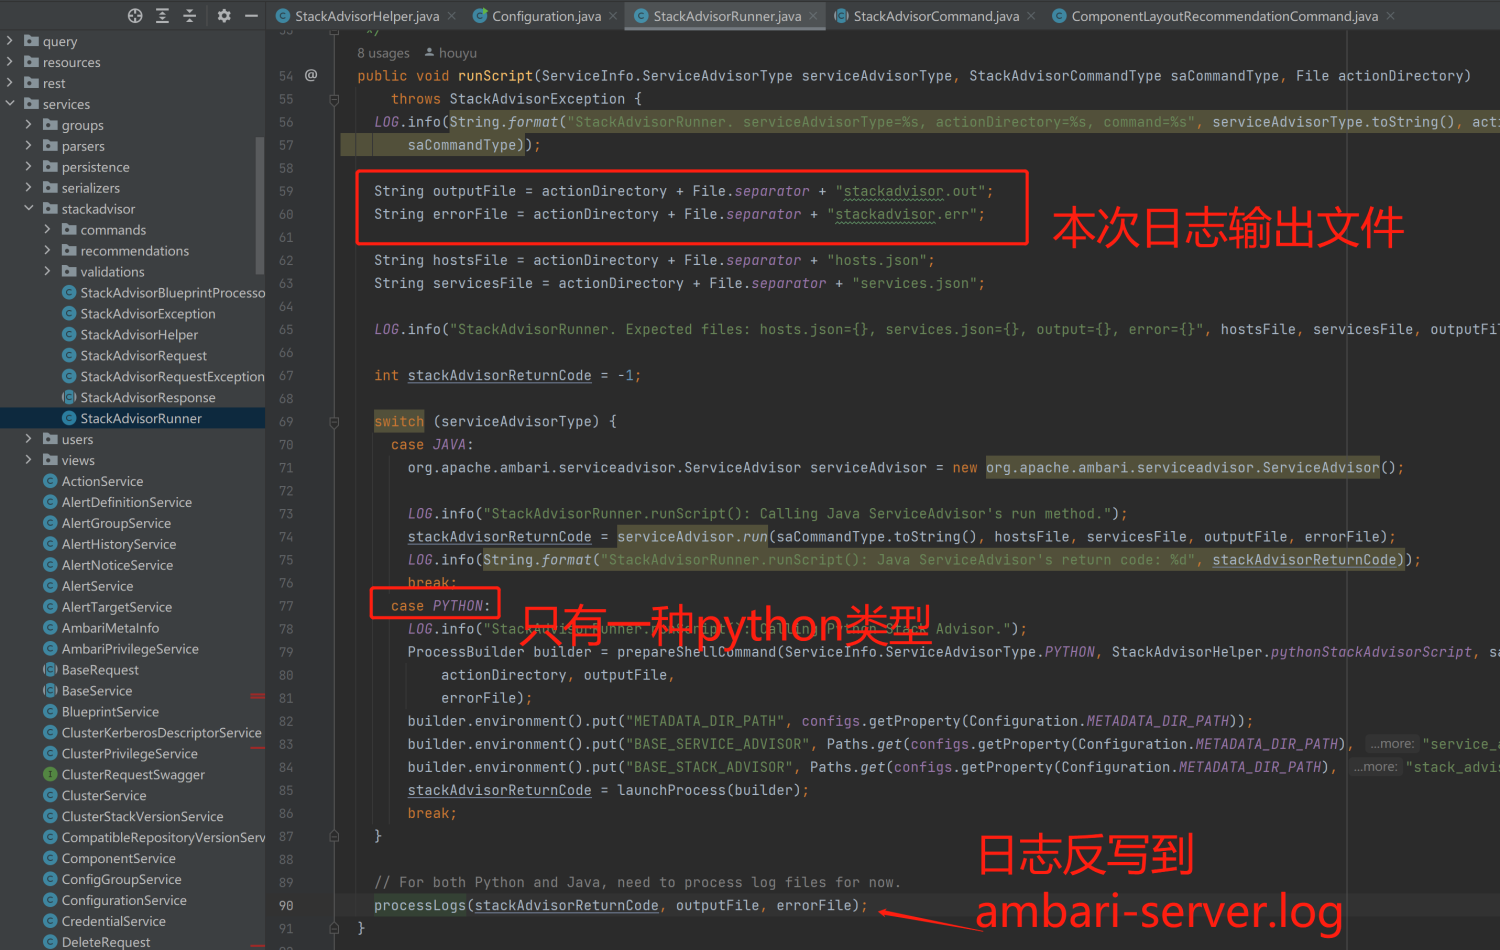 StackAdvisorHelper.java
Configuration.java
StackAdvisorRunner.java
StackAdvisorCommand.java
ComponentLayoutRecommendationCommand.java
query
resources
rest
services
groups
parsers
persistence
serializers
stackadvisor
commands
recommendations
validations
StackAdvisorBlueprintProcesso
StackAdvisorException
StackAdvisorHelper
StackAdvisorRequest
StackAdvisorRequestException
StackAdvisorResponse
StackAdvisorRunner
users
views
ActionService
AlertDefinitionService
AlertGroupService
AlertHistoryService
AlertNoticeService
AlertService
AlertTargetService
AmbariMetaInfo
AmbariPrivilegeService
BaseRequest
BaseService
BlueprintService
ClusterKerberosDescriptorService
ClusterPrivilegeService
ClusterRequestSwagger
ClusterService
ClusterStackVersionService
CompatibleRepositoryVersionServ
ComponentService
ConfigGroupService
ConfigurationService
CredentialService
DeleteRequest
53 */
8 usages houyu
54 @ public void runScript(ServiceInfo.ServiceAdvisorType serviceAdvisorType, StackAdvisorCommandType saCommandType, File actionDirectory)
55 throws StackAdvisorException {
56 LOG.info(String.format("StackAdvisorRunner. serviceAdvisorType=%s, actionDirectory=%s, command=%s", serviceAdvisorType.toString(), acti
57 saCommandType));
58
59 String outputFile = actionDirectory + File.separator + "stackadvisor.out";
60 String errorFile = actionDirectory + File.separator + "stackadvisor.err";
本次日志输出文件
61
62 String hostsFile = actionDirectory + File.separator + "hosts.json";
63 String servicesFile = actionDirectory + File.separator + "services.json";
64
65 LOG.info("StackAdvisorRunner. Expected files: hosts.json={}, services.json={}, output={}, error={}", hostsFile, servicesFile, outputFil
66
67 int stackAdvisorReturnCode = -1;
68
69 switch (serviceAdvisorType) {
70 case JAVA:
71 org.apache.ambari.serviceadvisor.ServiceAdvisor serviceAdvisor = new org.apache.ambari.serviceadvisor.ServiceAdvisor();
72
73 LOG.info("StackAdvisorRunner.runScript(): Calling Java ServiceAdvisor's run method.");
74 stackAdvisorReturnCode = serviceAdvisor.run(saCommandType.toString(), hostsFile, servicesFile, outputFile, errorFile);
75 LOG.info(String.format("StackAdvisorRunner.runScript(): Java ServiceAdvisor's return code: %d", stackAdvisorReturnCode));
76 break;
77 case PYTHON:
只有一种python类型
78 LOG.info("StackAdvisorRunner.runScript(): Calling Python Stack Advisor.");
79 ProcessBuilder builder = prepareShellCommand(ServiceInfo.ServiceAdvisorType.PYTHON, StackAdvisorHelper.pythonStackAdvisorScript, sa
80 actionDirectory, outputFile,
81 errorFile);
82 builder.environment().put("METADATA_DIR_PATH", configs.getProperty(Configuration.METADATA_DIR_PATH));
83 builder.environment().put("BASE_SERVICE_ADVISOR", Paths.get(configs.getProperty(Configuration.METADATA_DIR_PATH), ...more: "service_a
84 builder.environment().put("BASE_STACK_ADVISOR", Paths.get(configs.getProperty(Configuration.METADATA_DIR_PATH), ...more: "stack_advis
85 stackAdvisorReturnCode = launchProcess(builder);
86 break;
87 }
88
89 // For both Python and Java, need to process log files for now.
90 processLogs(stackAdvisorReturnCode, outputFile, errorFile);
91 }
日志反写到
ambari-server.log